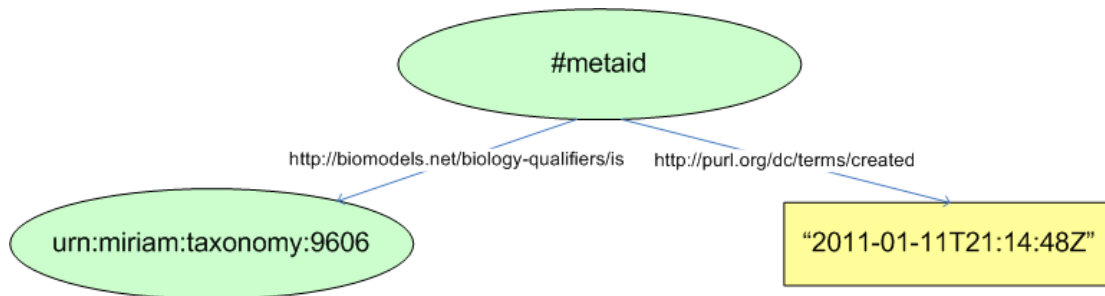 #metaid
http://biomodels.net/biology-qualifiers/is
http://purl.org/dc/terms/created
urn:miriam:taxonomy:9606
“2011-01-11T21:14:48Z”